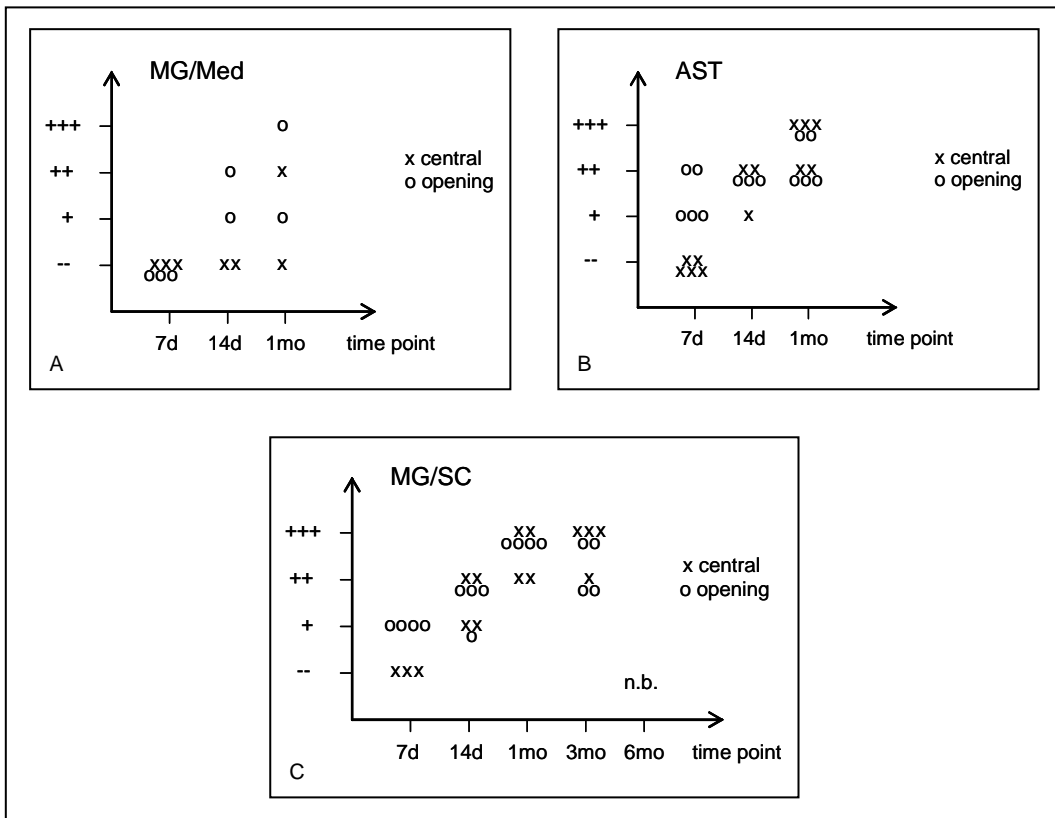 MG/Med
+++ o
++ o x
x central
o opening
+ o o
-- xxx xx x
ooo
7d 14d 1mo time point
A
AST
+++ xxx
oo
++ oo xx xx
ooo ooo
x central
o opening
+ ooo x
-- xx
xxx
7d 14d 1mo time point
B
MG/SC
+++ xx xxx
oooo oo
++ xx xx x
ooo oo
x central
o opening
+ oooo xx
o
-- xxx
n.b.
7d 14d 1mo 3mo 6mo time point
C